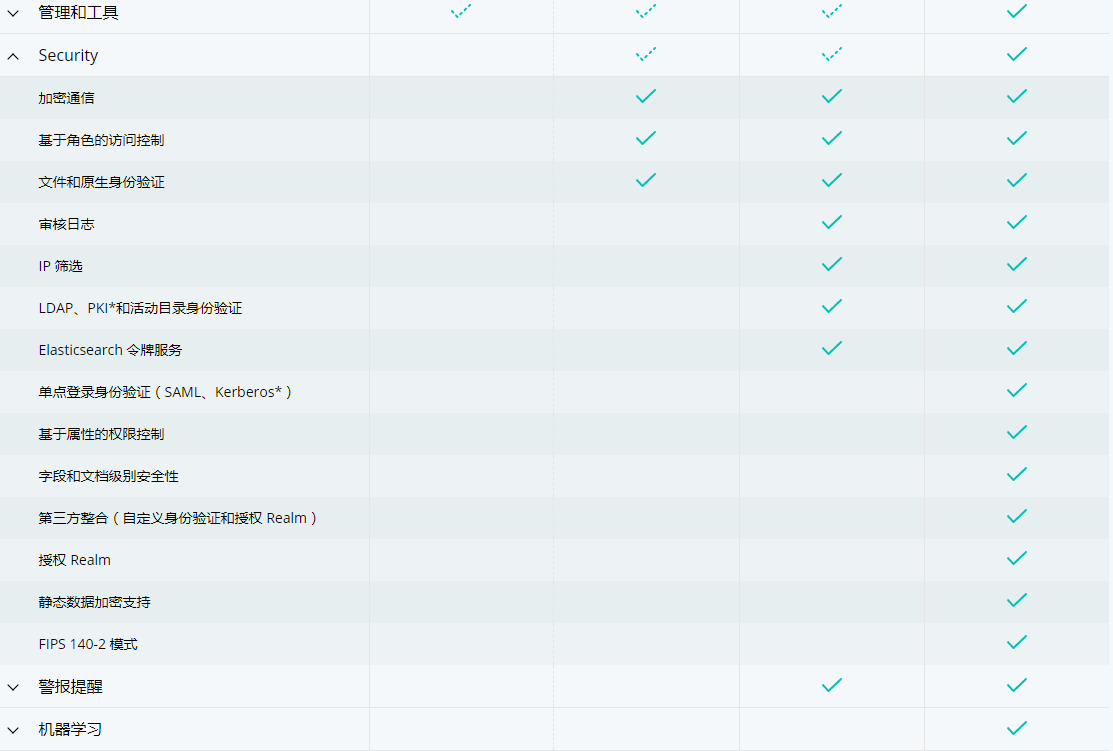 管理和工具
Security
加密通信
基于角色的访问控制
文件和原生身份验证
审核日志
IP 筛选
LDAP、PKI*和活动目录身份验证
Elasticsearch 令牌服务
单点登录身份验证（SAML、Kerberos*）
基于属性的权限控制
字段和文档级别安全性
第三方整合（自定义身份验证和授权 Realm）
授权 Realm
静态数据加密支持
FIPS 140-2 模式
警报提醒
机器学习